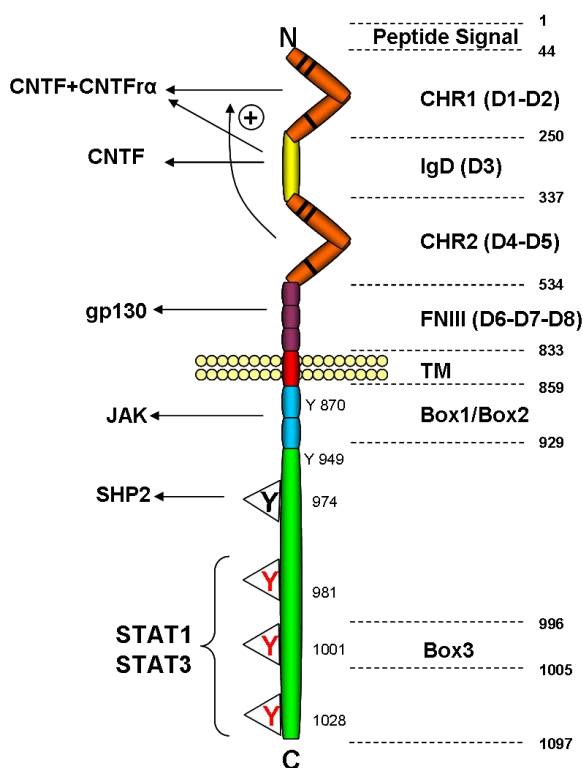 1
N
Peptide Signal
44
CNTF+CNTFrα
CHR1 (D1-D2)
+
250
CNTF
IgD (D3)
337
CHR2 (D4-D5)
534
gp130
FNIII (D6-D7-D8)
833
TM
859
Y 870
JAK
Box1/Box2
929
Y 949
SHP2
Y
974
Y
981
996
STAT1
STAT3
Y
1001
Box3
1005
Y
1028
1097
C